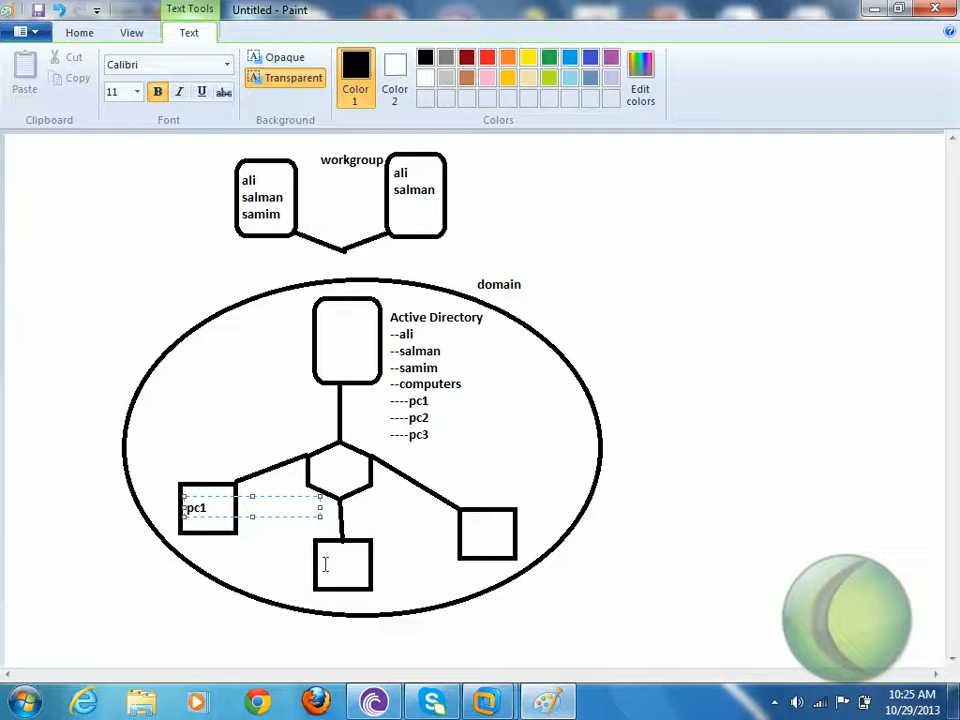 Text Tools
Untitled - Paint
Home
View
Text
Paste
Cut
Copy
Clipboard
Calibri
11
B
I
U
abc
Font
Opaque
Transparent
Background
Color
1
Color
2
Edit
colors
Colors
workgroup
ali
salman
samim
ali
salman
domain
Active Directory
--ali
--salman
--samim
--computers
----pc1
----pc2
----pc3
pc1
10:25 AM
10/29/2013